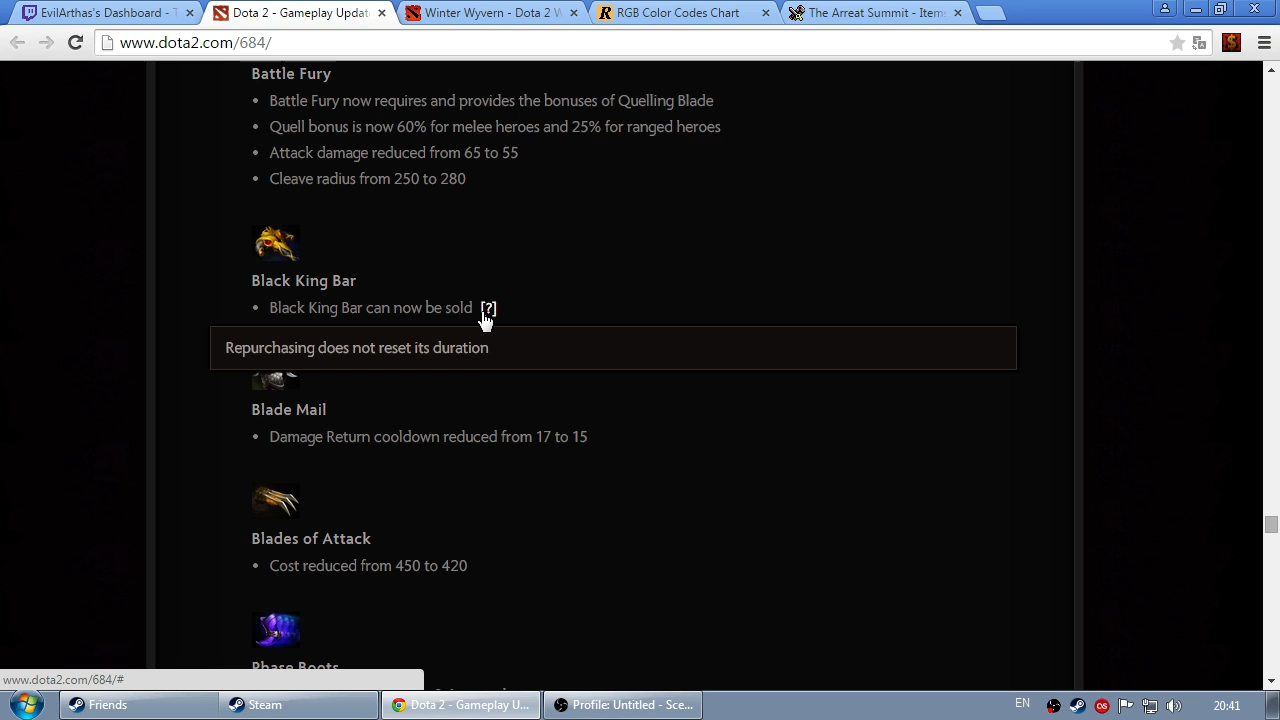 EvilArthas's Dashboard - T
Dota 2 - Gameplay Updat
Winter Wyvern - Dota 2 W
RGB Color Codes Chart
The Arreat Summit - Item
www.dota2.com/684/
Battle Fury
• Battle Fury now requires and provides the bonuses of Quelling Blade
• Quell bonus is now 60% for melee heroes and 25% for ranged heroes
• Attack damage reduced from 65 to 55
• Cleave radius from 250 to 280
Black King Bar
• Black King Bar can now be sold [?]
Repurchasing does not reset its duration
Blade Mail
• Damage Return cooldown reduced from 17 to 15
Blades of Attack
• Cost reduced from 450 to 420
Phase Boots
www.dota2.com/684/#
Friends
Steam
Dota 2 - Gameplay U...
Profile: Untitled - Sce...
EN
20:41